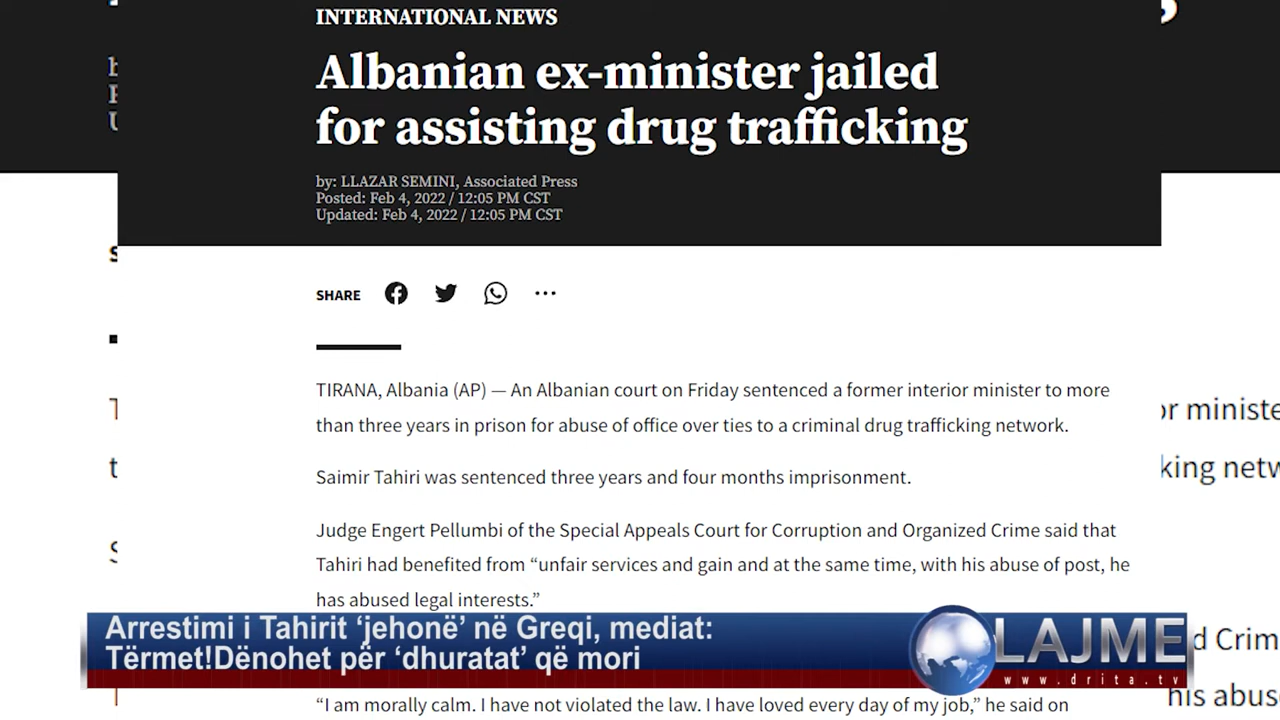 INTERNATIONAL NEWS
Albanian ex-minister jailed
for assisting drug trafficking
by: LLAZAR SEMINI, Associated Press
Posted: Feb 4, 2022 / 12:05 PM CST
Updated: Feb 4, 2022 / 12:05 PM CST
SHARE
TIRANA, Albania (AP) — An Albanian court on Friday sentenced a former interior minister to more
than three years in prison for abuse of office over ties to a criminal drug trafficking network.
Saimir Tahiri was sentenced three years and four months imprisonment.
Judge Engert Pellumbi of the Special Appeals Court for Corruption and Organized Crime said that
Tahiri had benefited from “unfair services and gain and at the same time, with his abuse of post, he
has abused legal interests.”
Arrestimi i Tahirit ‘jehonë’ në Greqi, mediat:
Tërmet!Dënohet për ‘dhuratat’ që mori
LAJME
www.drita.tv
“I am morally calm. I have not violated the law. I have loved every day of my job,” he said on